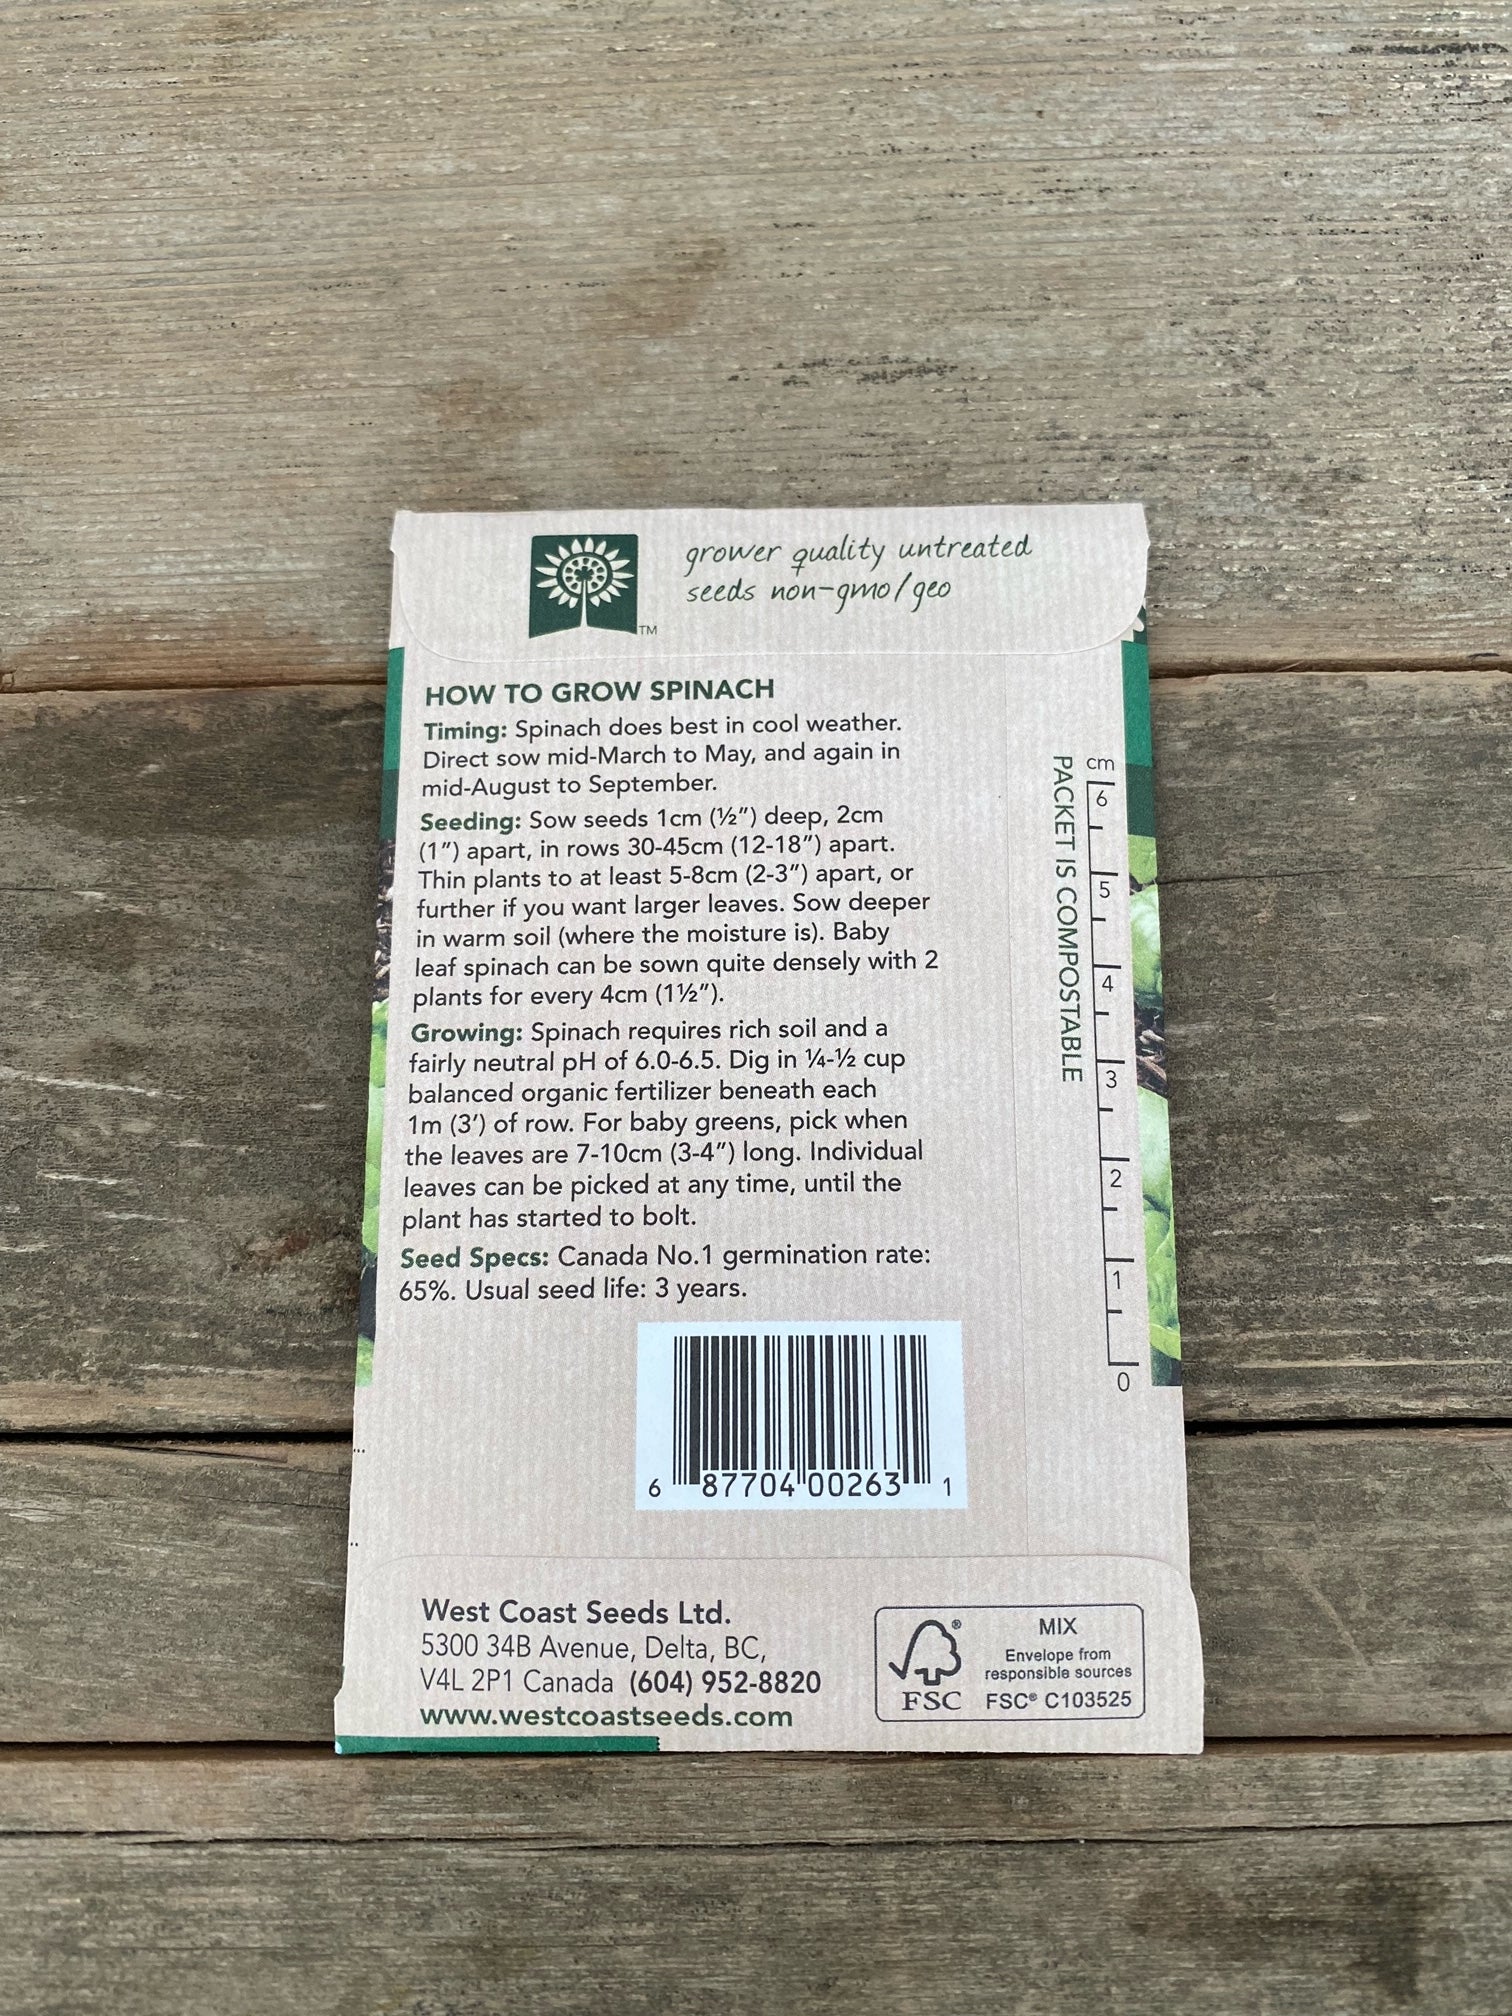 grower quality untreated
seeds non-gmo/geo
TM
HOW TO GROW SPINACH
Timing: Spinach does best in cool weather.
Direct sow mid-March to May, and again in
mid-August to September.
Seeding: Sow seeds 1cm (½”) deep, 2cm
(1”) apart, in rows 30-45cm (12-18”) apart.
Thin plants to at least 5-8cm (2-3”) apart, or
further if you want larger leaves. Sow deeper
in warm soil (where the moisture is). Baby
leaf spinach can be sown quite densely with 2
plants for every 4cm (1½”).
Growing: Spinach requires rich soil and a
fairly neutral pH of 6.0-6.5. Dig in ¼-½ cup
balanced organic fertilizer beneath each
1m (3’) of row. For baby greens, pick when
the leaves are 7-10cm (3-4”) long. Individual
leaves can be picked at any time, until the
plant has started to bolt.
Seed Specs: Canada No.1 germination rate:
65%. Usual seed life: 3 years.
PACKET IS COMPOSTABLE
cm
6
5
4
3
2
1
0
6 87704 00263 1
West Coast Seeds Ltd.
5300 34B Avenue, Delta, BC,
V4L 2P1 Canada (604) 952-8820
www.westcoastseeds.com
®
FSC
MIX
Envelope from
responsible sources
FSC® C103525